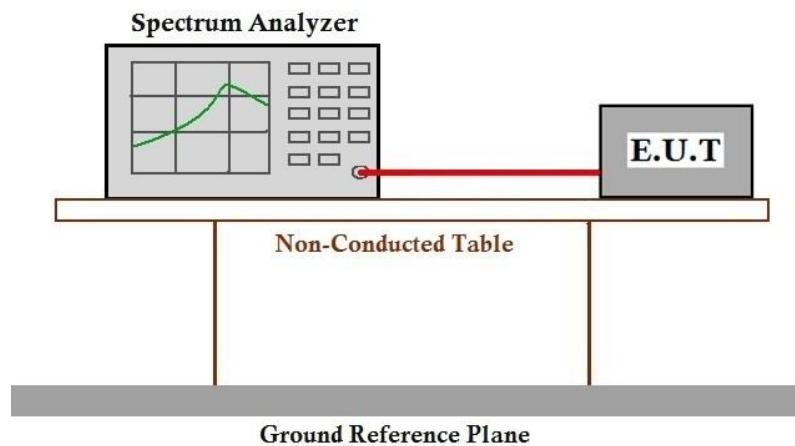 Spectrum Analyzer
E.U.T
Non-Conducted Table
Ground Reference Plane